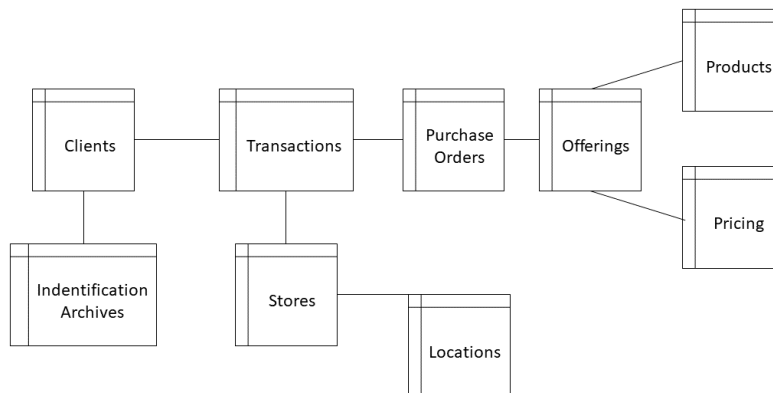 Products
Clients
Transactions
Purchase
Orders
Offerings
Pricing
Indentification
Archives
Stores
Locations